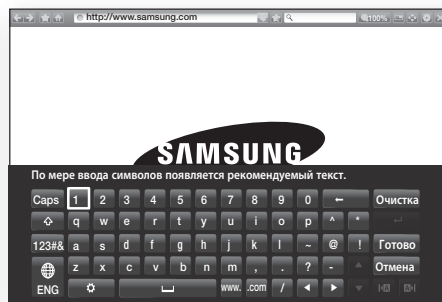 http://www.samsung.com
100%
SAMSUNG
По мере ввода символов появляется рекомендуемый текст.
Caps 1 2 3 4 5 6 7 8 9 0 Очистка
q w e r t y u i o p ^ *
123#& a s d f g h j k l ~ @ ! Готово
z x c v b n m , . ? - Отмена
ENG www. .com /